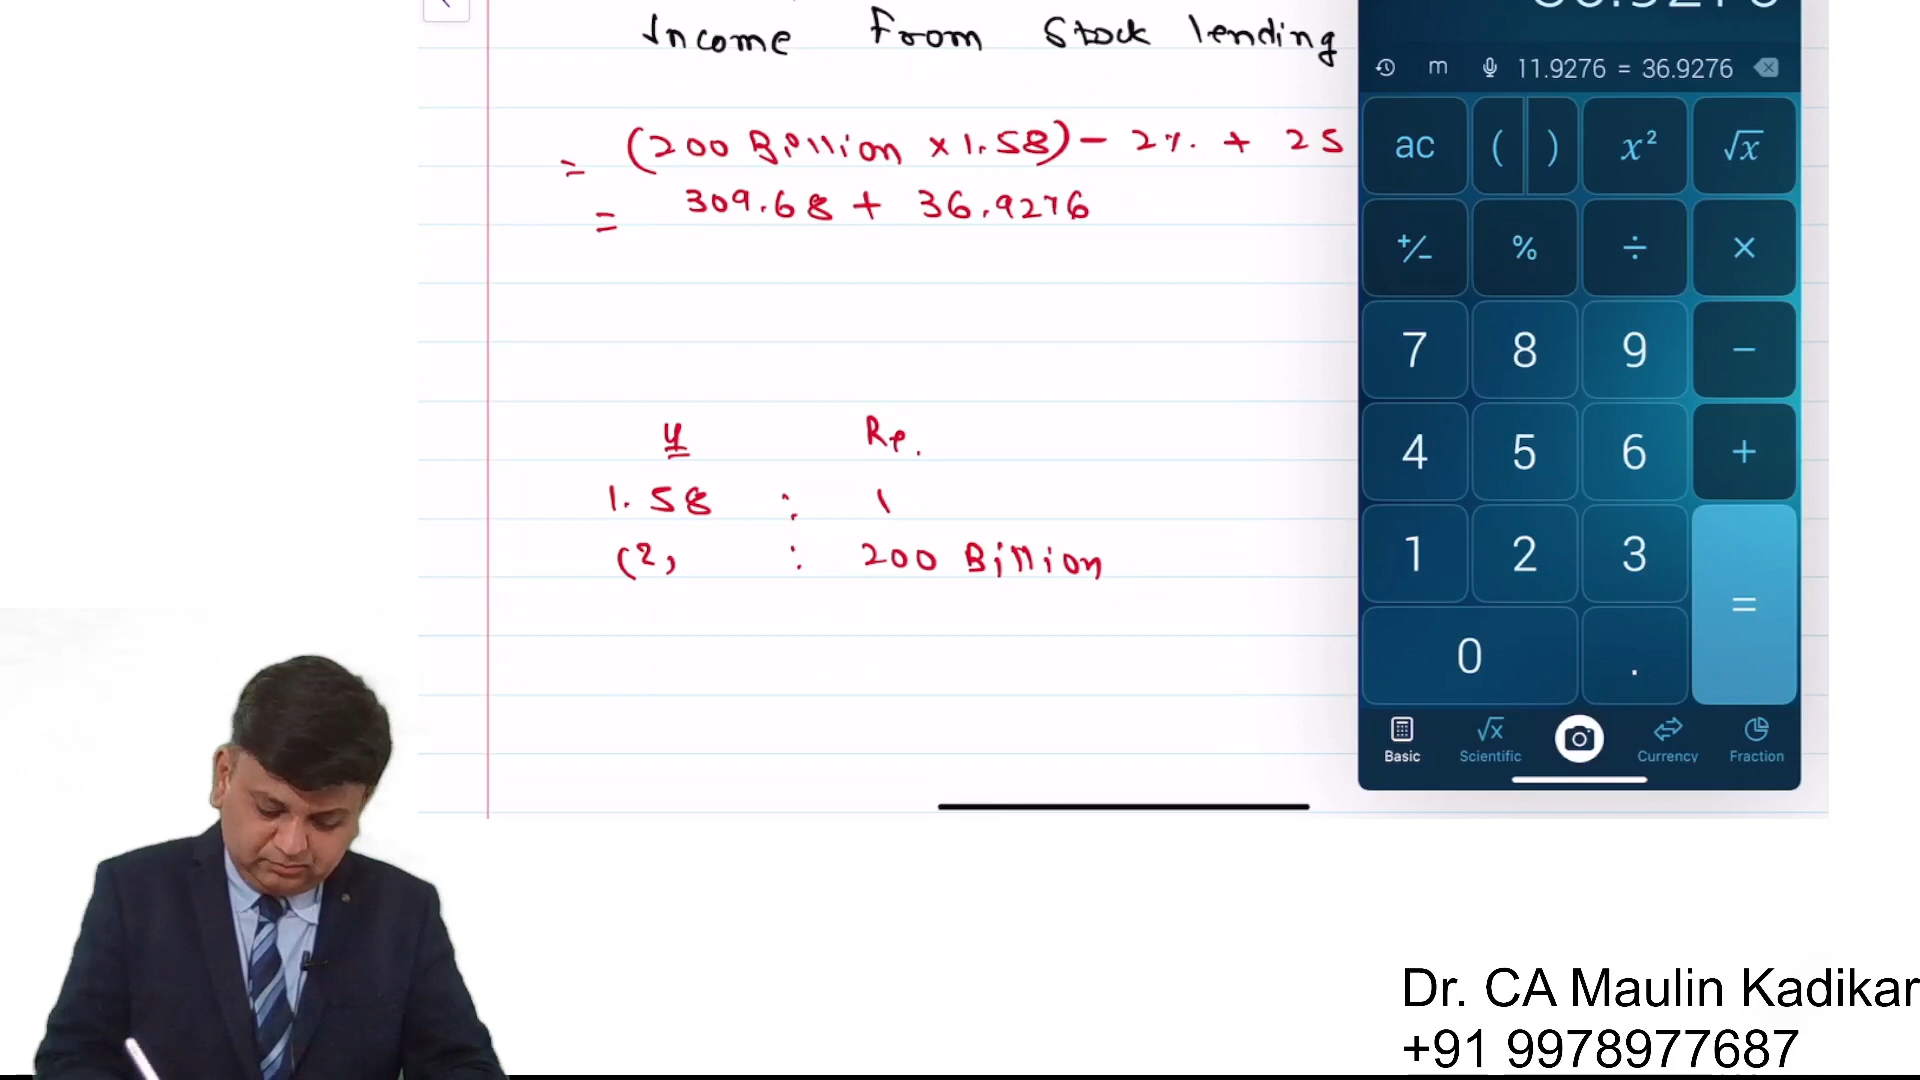 Income From Stock lending
36.9276
m 11.9276 = 36.9276
= (200 Billion × 1.58) - 2% + 25
= 309.68 + 36.9276
¥ Rp.
1.58 : 1
(?) : 200 Billion
ac ( ) x² √x
+/- % ÷ ×
7 8 9 −
4 5 6 +
1 2 3 =
0 .
√x
Basic Scientific Currency Fraction
Dr. CA Maulin Kadikar
+91 9978977687